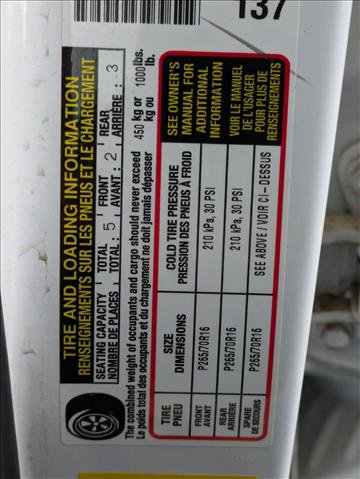 137
TIRE AND LOADING INFORMATION
RENSEIGNEMENTS SUR LES PNEUS ET LE CHARGEMENT
SEATING CAPACITY TOTAL : 5 FRONT : 2 REAR : 3
NOMBRE DE PLACES TOTAL : 5 AVANT : 2 ARRIÈRE : 3
The combined weight of occupants and cargo should never exceed 450 kg or 1000 lbs.
Le poids total des occupants et du chargement ne doit jamais dépasser 450 kg ou 1000 lb.
TIRE SIZE COLD TIRE PRESSURE SEE OWNER'S MANUAL FOR ADDITIONAL INFORMATION
PNEU DIMENSIONS PRESSION DES PNEUS À FROID VOIR LE MANUEL DE L'USAGER POUR PLUS DE RENSEIGNEMENTS
FRONT AVANT P265/70R16 210 kPa, 30 PSI
REAR ARRIÈRE P265/70R16 210 kPa, 30 PSI
SPARE DE SECOURS P265/70R16 SEE ABOVE / VOIR CI - DESSUS